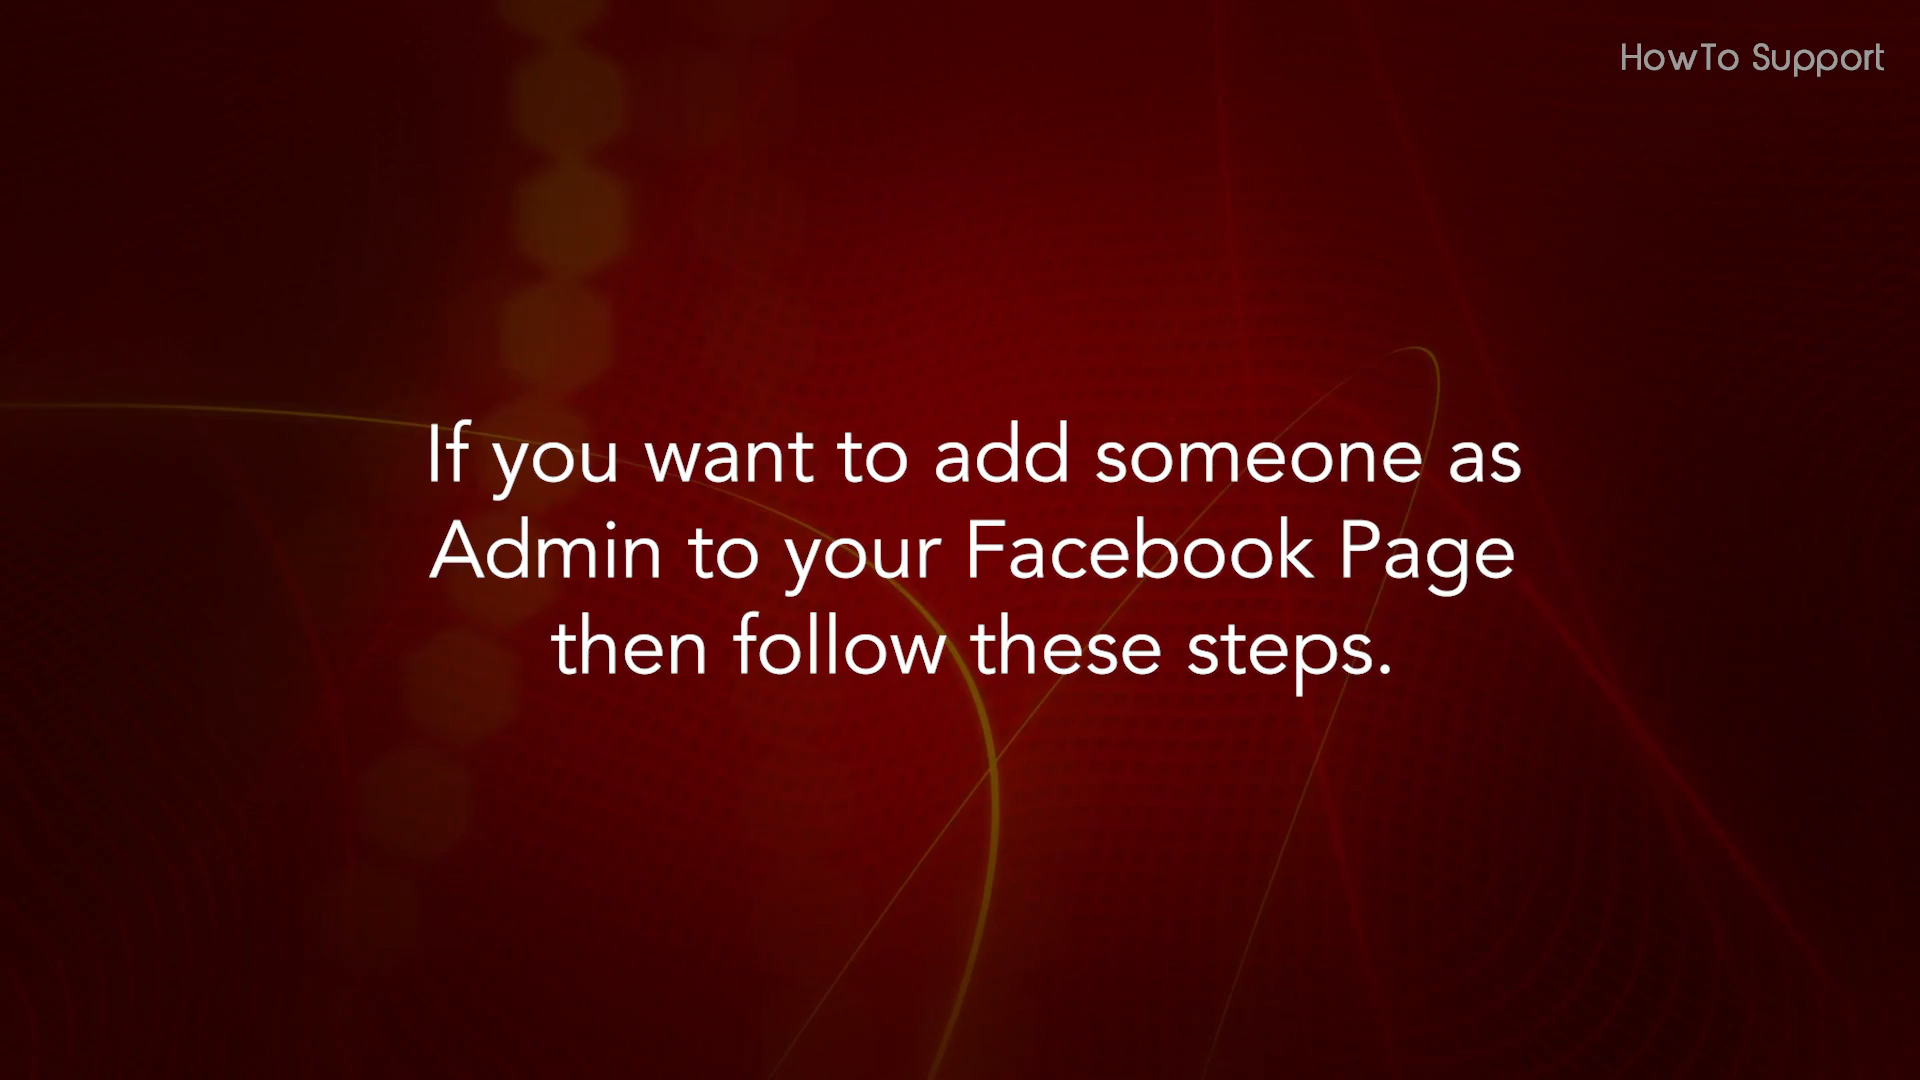 HowTo Support
If you want to add someone as
Admin to your Facebook Page
then follow these steps.